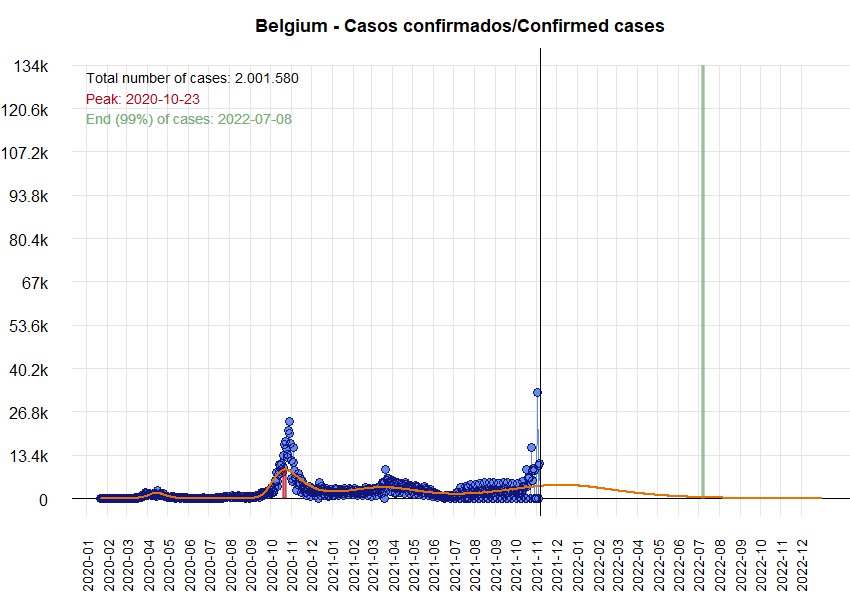 Belgium - Casos confirmados/Confirmed cases
Total number of cases: 2.001.580
Peak: 2020-10-23
End (99%) of cases: 2022-07-08
134k
120.6k
107.2k
93.8k
80.4k
67k
53.6k
40.2k
26.8k
13.4k
0
2020-01
2020-02
2020-03
2020-04
2020-05
2020-06
2020-07
2020-08
2020-09
2020-10
2020-11
2020-12
2021-01
2021-02
2021-03
2021-04
2021-05
2021-06
2021-07
2021-08
2021-09
2021-10
2021-11
2021-12
2022-01
2022-02
2022-03
2022-04
2022-05
2022-06
2022-07
2022-08
2022-09
2022-10
2022-11
2022-12